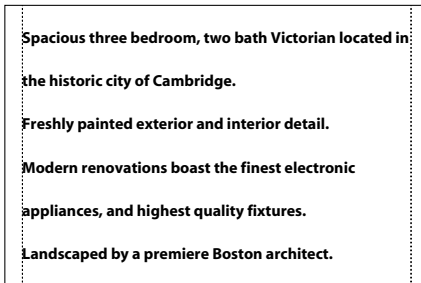 Spacious three bedroom, two bath Victorian located in
the historic city of Cambridge.
Freshly painted exterior and interior detail.
Modern renovations boast the finest electronic
appliances, and highest quality fixtures.
Landscaped by a premiere Boston architect.